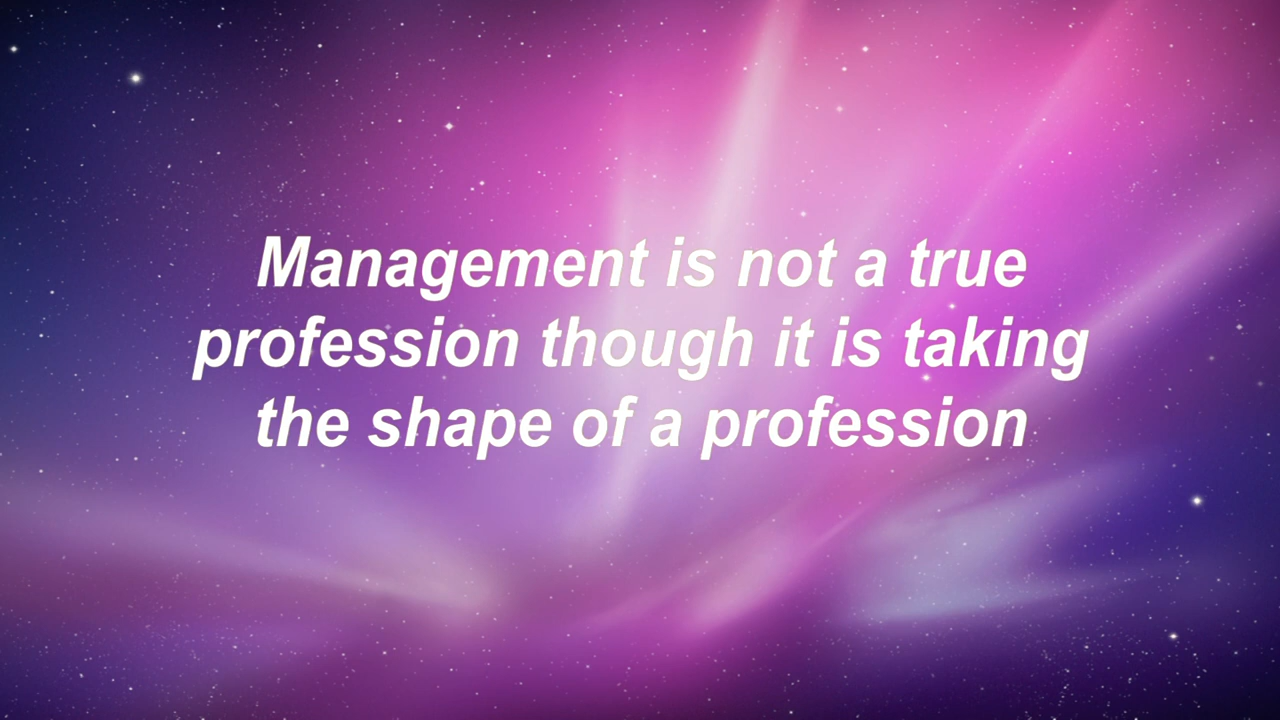 Management is not a true
profession though it is taking
the shape of a profession